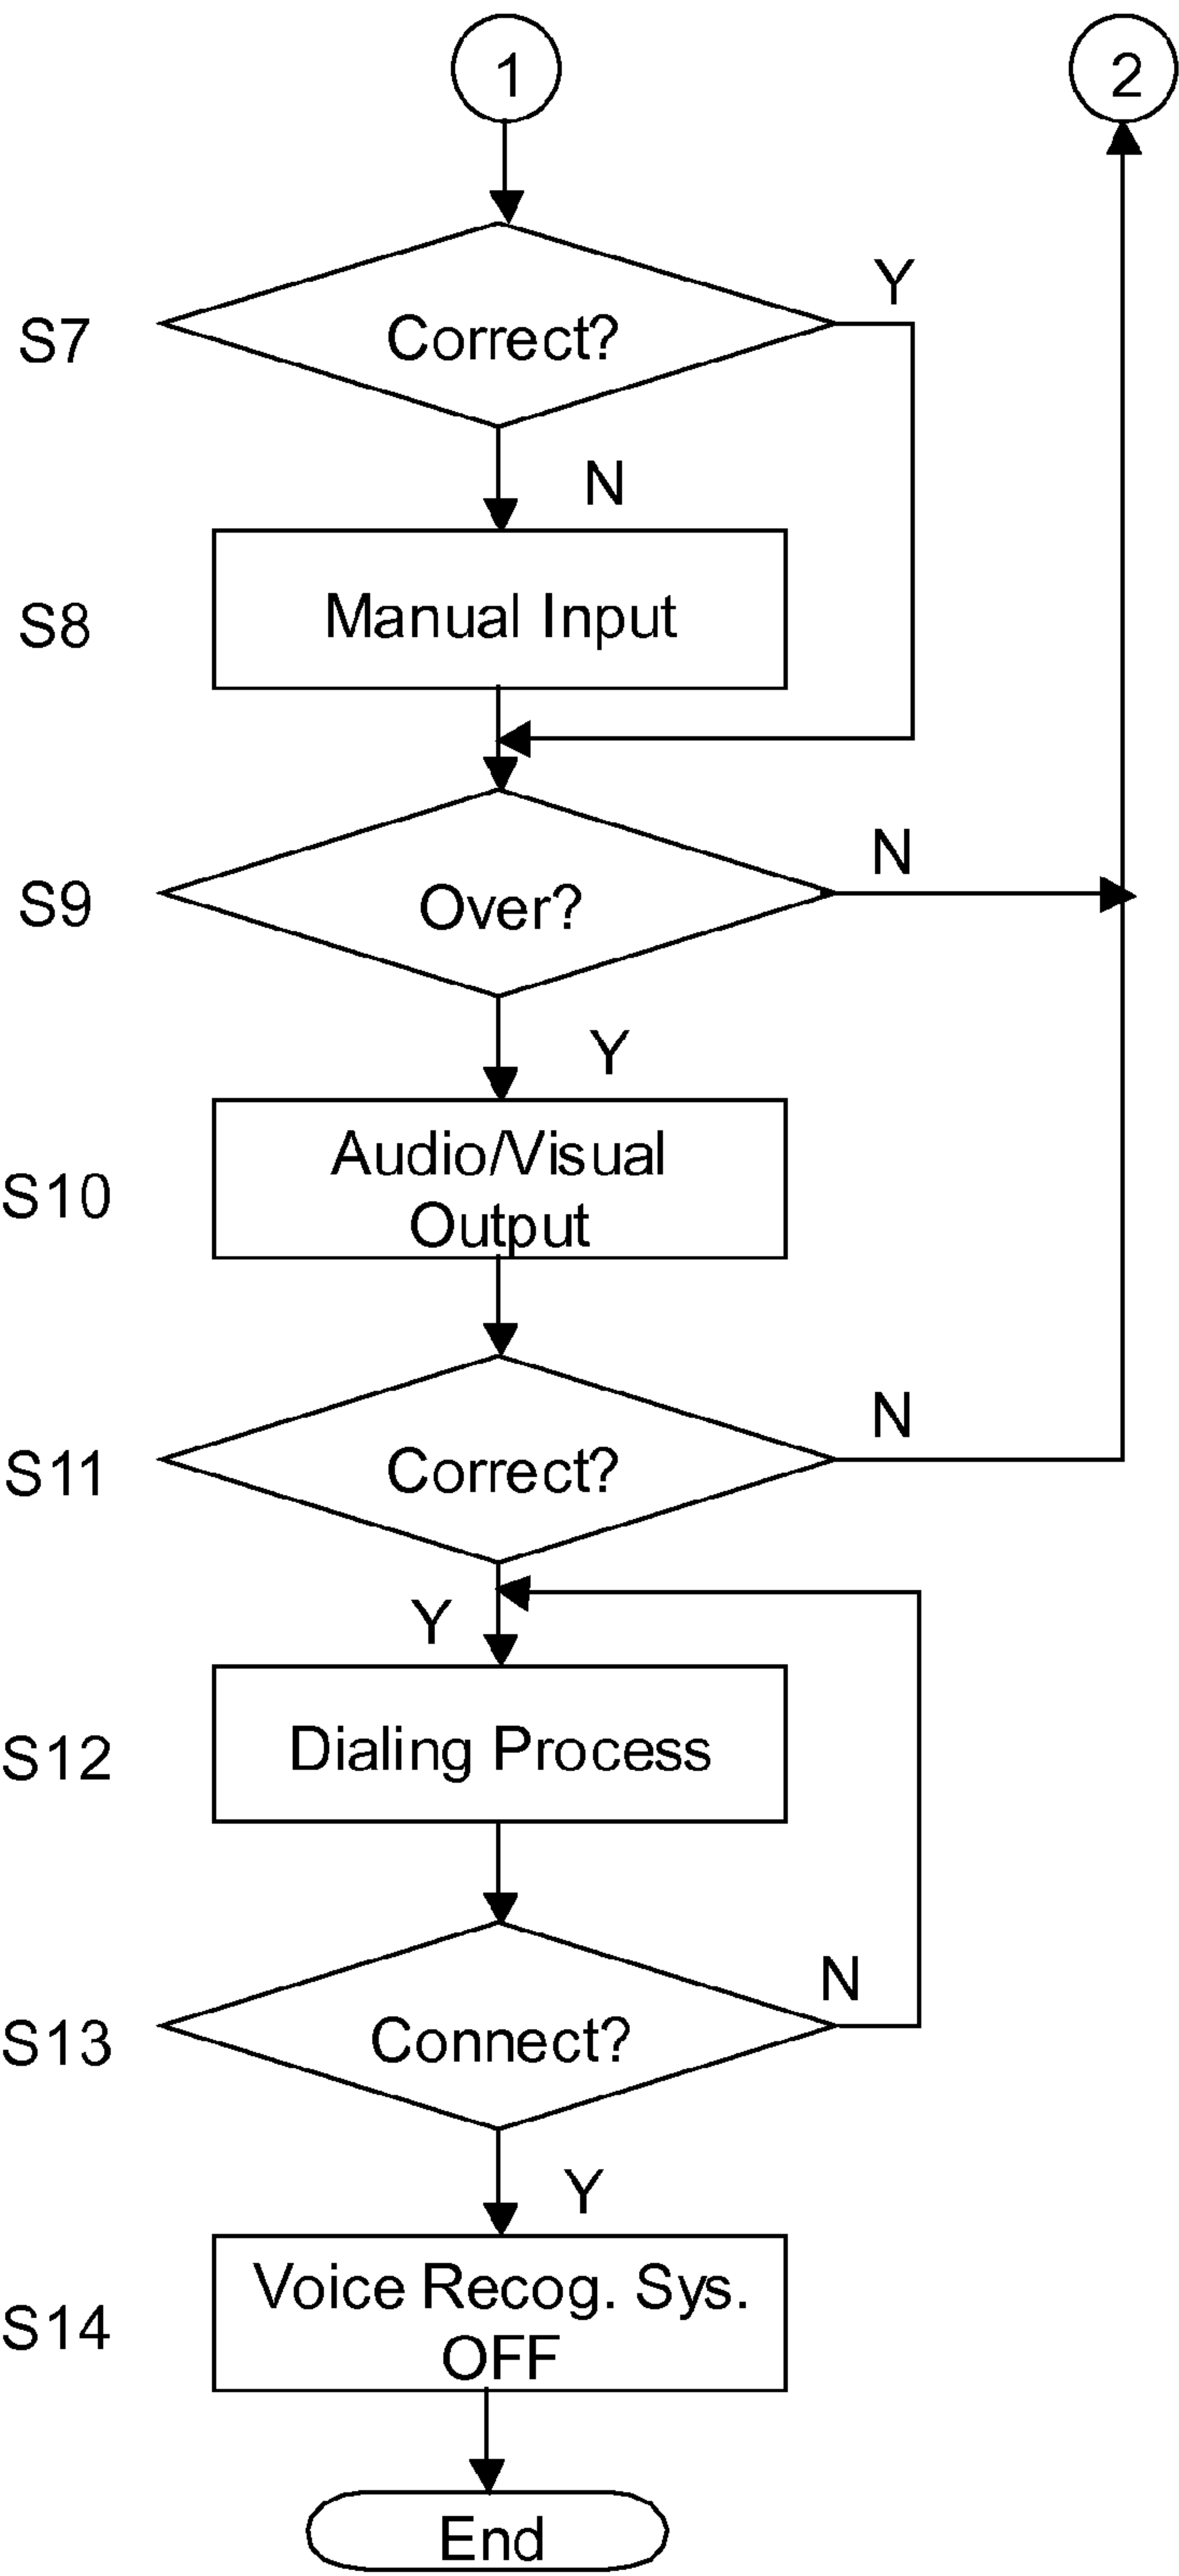 1
2
Y
S7
Correct?
N
S8
Manual Input
N
S9
Over?
Y
S10
Audio/Visual
Output
N
S11
Correct?
Y
S12
Dialing Process
N
S13
Connect?
Y
S14
Voice Recog. Sys.
OFF
End